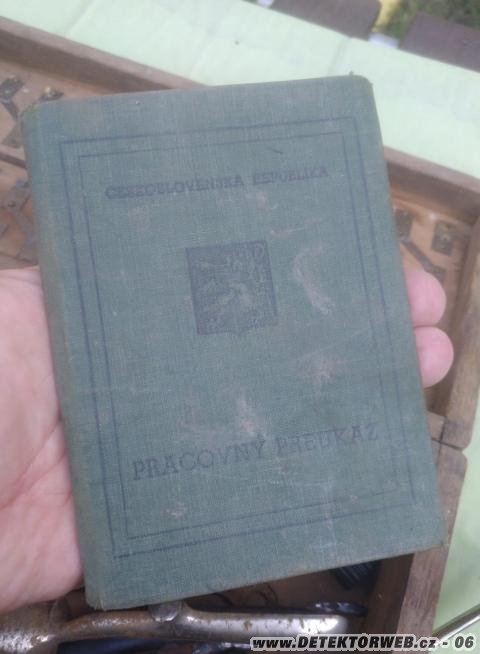 ČESKOSLOVENSKÁ REPUBLIKA
PRACOVNÝ PREUKAZ
WWW.DETEKTORWEB.cz - 06